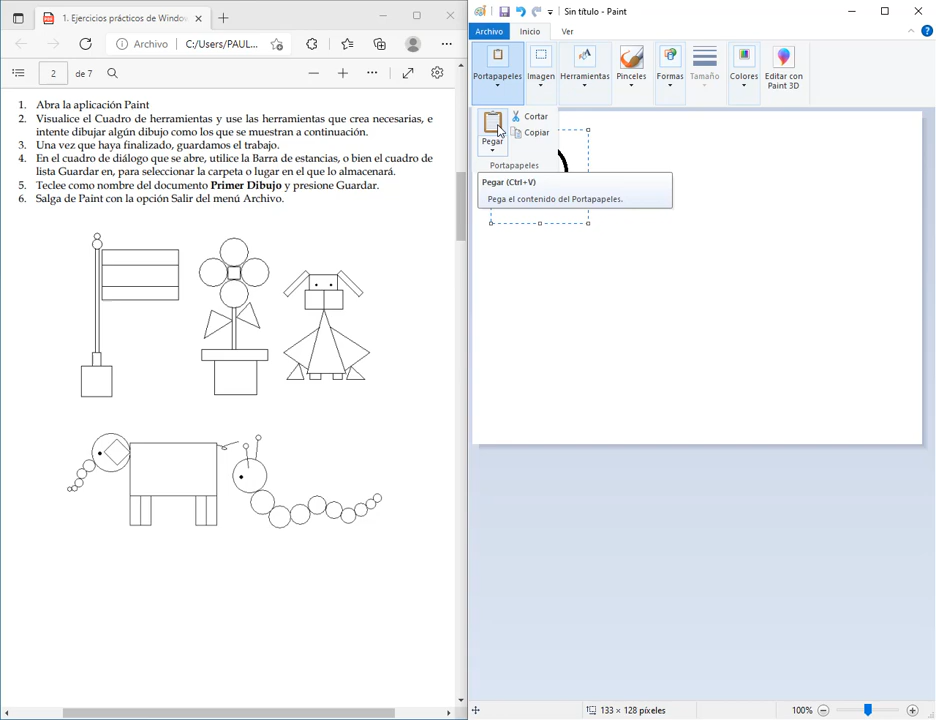 1. Ejercicios prácticos de Window
Archivo
C:/Users/PAUL...
2
de 7
1. Abra la aplicación Paint
2. Visualice el Cuadro de herramientas y use las herramientas que crea necesarias, e
intente dibujar algún dibujo como los que se muestran a continuación.
3. Una vez que haya finalizado, guardamos el trabajo.
4. En el cuadro de diálogo que se abre, utilice la Barra de estancias, o bien el cuadro de
lista Guardar en, para seleccionar la carpeta o lugar en el que lo almacenará.
5. Teclee como nombre del documento Primer Dibujo y presione Guardar.
6. Salga de Paint con la opción Salir del menú Archivo.
Sin título - Paint
Archivo
Inicio
Ver
Portapapeles
Imagen
Herramientas
Pinceles
Formas
Tamaño
Colores
Editar con
Paint 3D
Pegar
Cortar
Copiar
Portapapeles
Pegar (Ctrl+V)
Pega el contenido del Portapapeles.
133 × 128 píxeles
100%